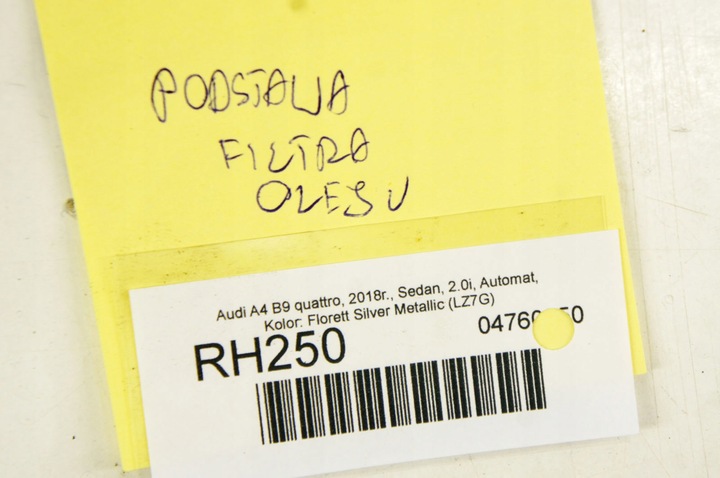 PODSTAWA
FILTRA
OLEJU
Audi A4 B9 quattro, 2018r., Sedan, 2.0i, Automat,
Kolor: Florett Silver Metallic (LZ7G)
RH250